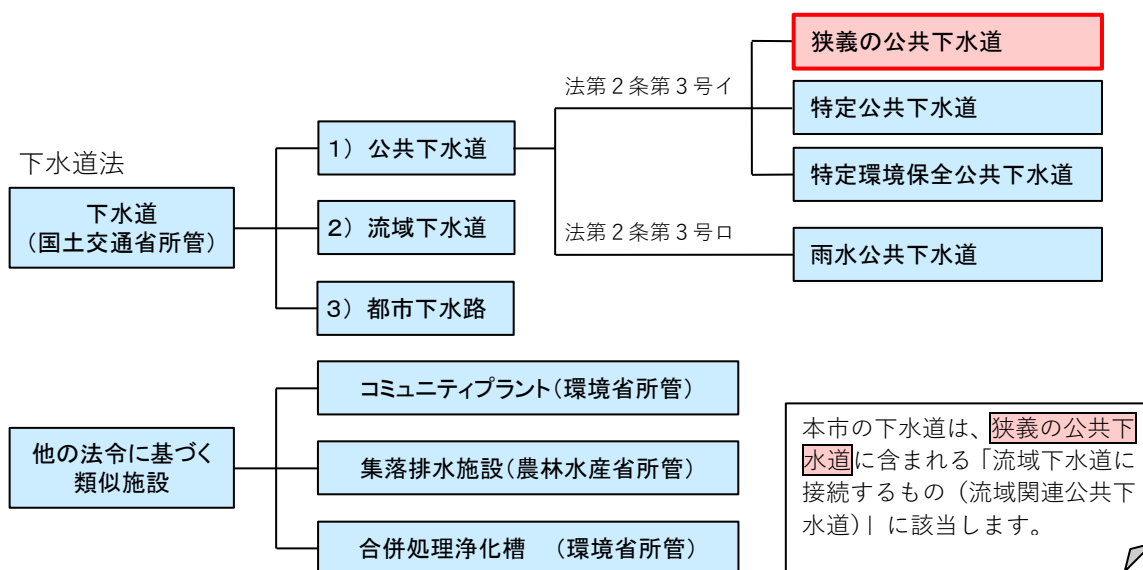 下水道法
下水道
(国土交通省所管)
1) 公共下水道
2) 流域下水道
3) 都市下水路
法第2条第3号イ
狭義の公共下水道
特定公共下水道
特定環境保全公共下水道
法第2条第3号ロ
雨水公共下水道
他の法令に基づく
類似施設
コミュニティプラント(環境省所管)
集落排水施設(農林水産省所管)
合併処理浄化槽 (環境省所管)
本市の下水道は、狭義の公共下
水道に含まれる「流域下水道に
接続するもの(流域関連公共下
水道)」に該当します。